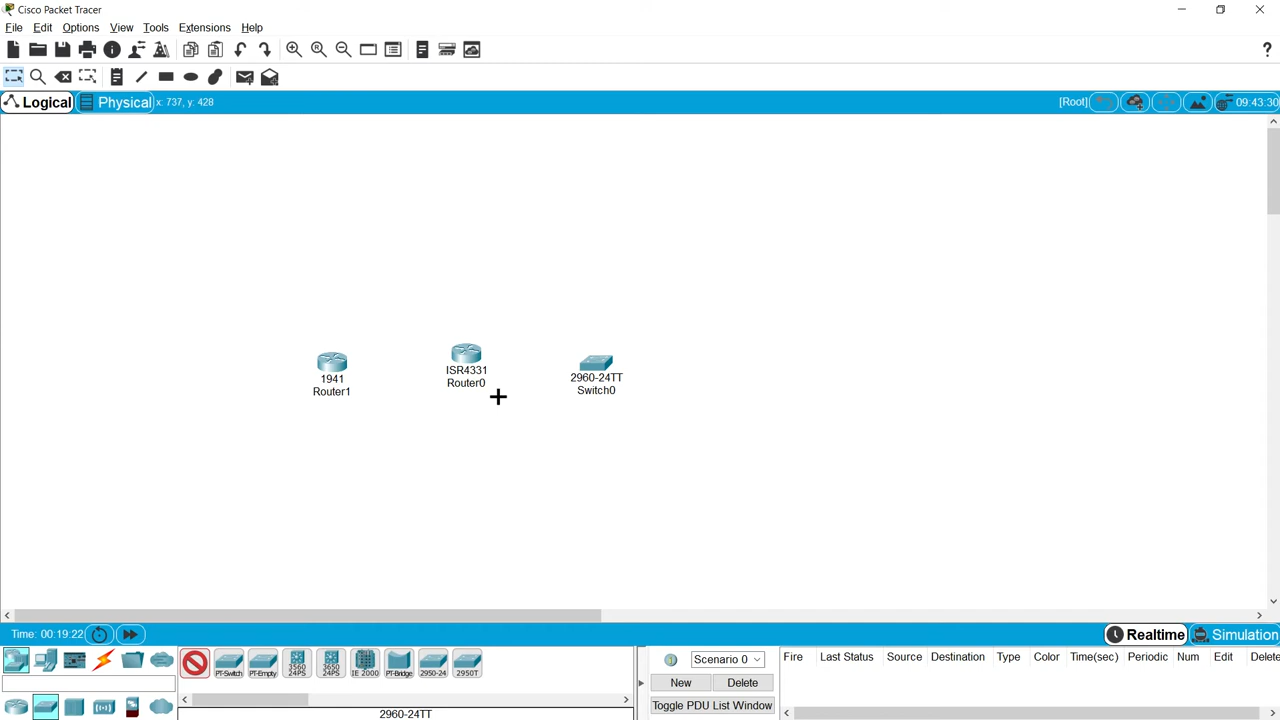 Cisco Packet Tracer
File Edit Options View Tools Extensions Help
?
Logical Physical x: 737, y: 428 [Root] 09:43:30
1941
Router1
ISR4331
Router0
2960-24TT
Switch0
Time: 00:19:22 Realtime Simulation
PT-Switch PT-Empty 3560 24PS 3650 24PS IE 2000 PT-Bridge 2950-24 2950T
2960-24TT
Scenario 0
New Delete
Toggle PDU List Window
Fire Last Status Source Destination Type Color Time(sec) Periodic Num Edit Delete